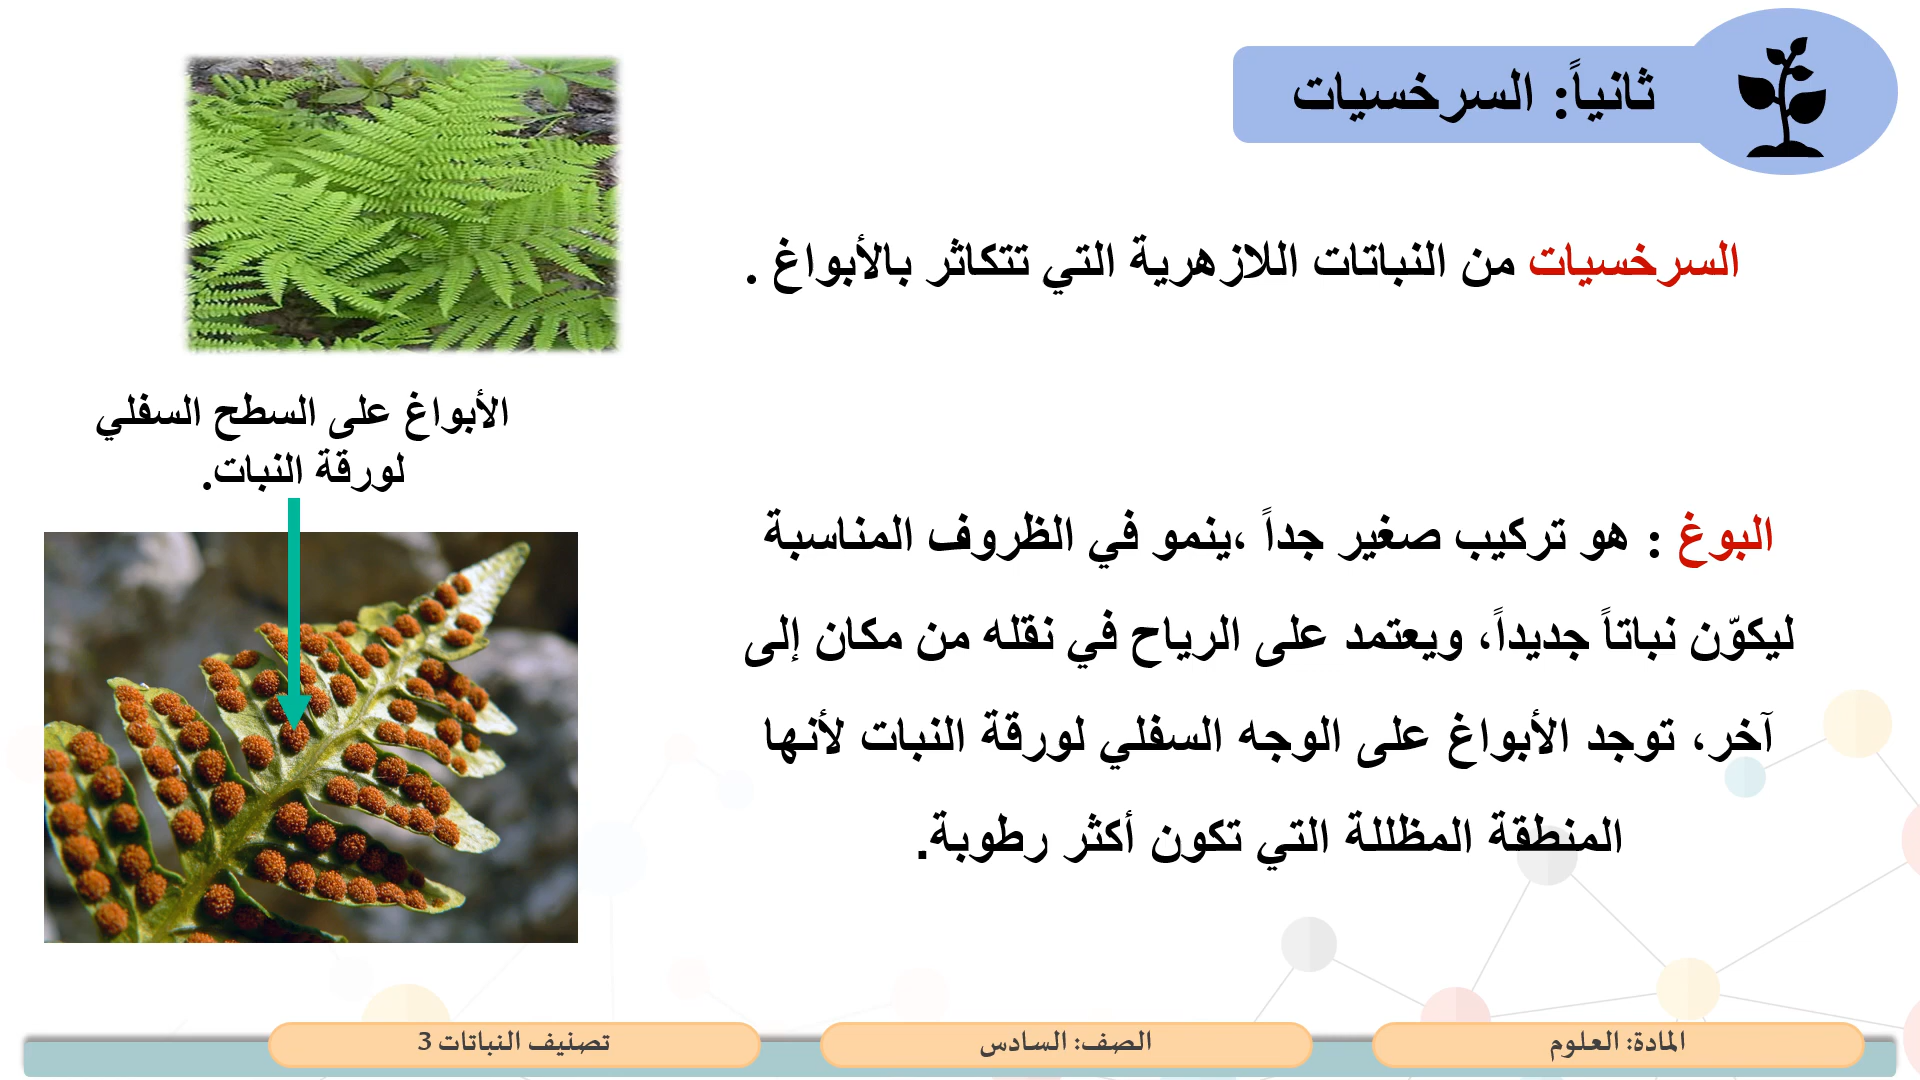 ثانياً: السرخسيات
السرخسيات من النباتات اللازهرية التي تتكاثر بالأبواغ .
الأبواغ على السطح السفلي
لورقة النبات.
البوغ : هو تركيب صغير جداً ،ينمو في الظروف المناسبة
ليكوّن نباتاً جديداً، ويعتمد على الرياح في نقله من مكان إلى
آخر، توجد الأبواغ على الوجه السفلي لورقة النبات لأنها
المنطقة المظللة التي تكون أكثر رطوبة.
المادة: العلوم
الصف: السادس
تصنيف النباتات 3